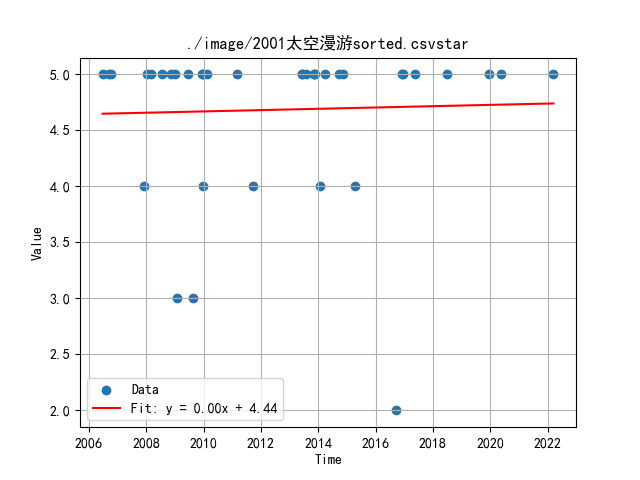 ./image/2001太空漫游sorted.csvstar
5.0
4.5
4.0
3.5
3.0
2.5
2.0
Value
Data
Fit: y = 0.00x + 4.44
2006 2008 2010 2012 2014 2016 2018 2020 2022
Time